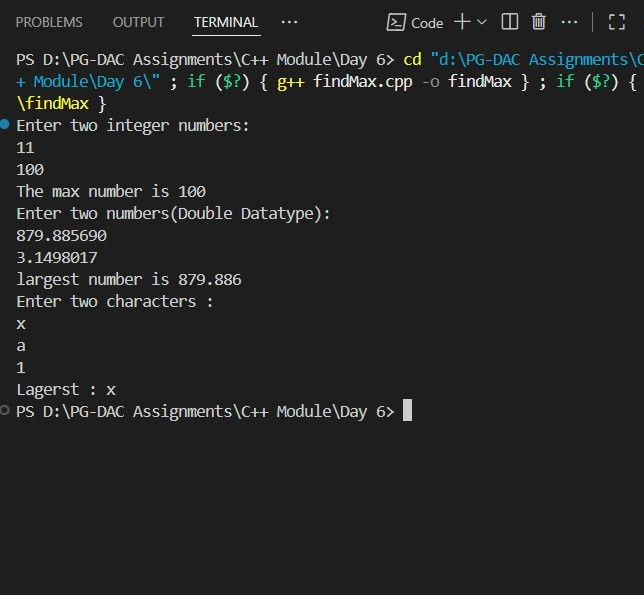 PROBLEMS OUTPUT TERMINAL ··· Code ···
PS D:\PG-DAC Assignments\C++ Module\Day 6> cd "d:\PG-DAC Assignments\C
+ Module\Day 6\" ; if ($?) { g++ findMax.cpp -o findMax } ; if ($?) {
\findMax }
Enter two integer numbers:
11
100
The max number is 100
Enter two numbers(Double Datatype):
879.885690
3.1498017
largest number is 879.886
Enter two characters :
x
a
1
Lagerst : x
PS D:\PG-DAC Assignments\C++ Module\Day 6>